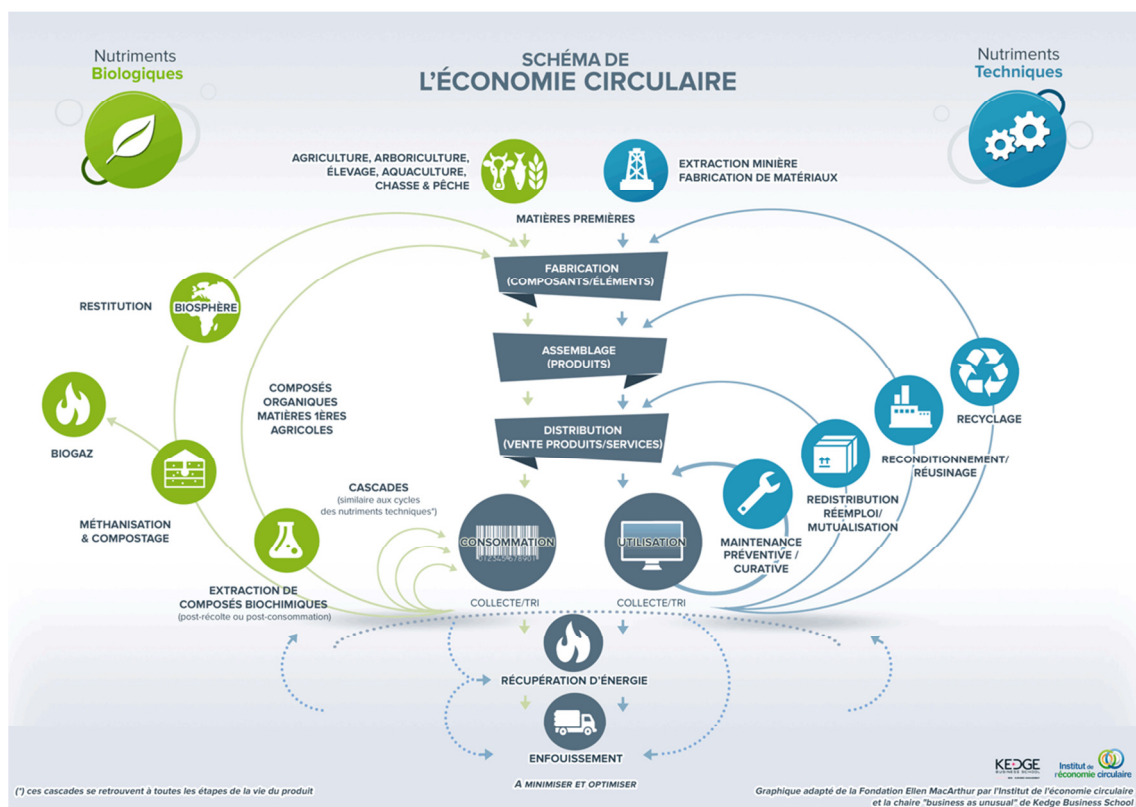 Nutriments
Biologiques
SCHÉMA DE
L'ÉCONOMIE CIRCULAIRE
Nutriments
Techniques
AGRICULTURE, ARBORICULTURE,
ÉLEVAGE, AQUACULTURE,
CHASSE & PÊCHE
EXTRACTION MINIÈRE
FABRICATION DE MATÉRIAUX
MATIÈRES PREMIÈRES
FABRICATION
(COMPOSANTS/ÉLÉMENTS)
RESTITUTION
BIOSPHÈRE
ASSEMBLAGE
(PRODUITS)
COMPOSÉS
ORGANIQUES
MATIÈRES 1ÈRES
AGRICOLES
RECYCLAGE
DISTRIBUTION
(VENTE PRODUITS/SERVICES)
BIOGAZ
RECONDITIONNEMENT/
RÉUSINAGE
CASCADES
(similaire aux cycles
des nutriments techniques*)
REDISTRIBUTION
RÉEMPLOI/
MUTUALISATION
MÉTHANISATION
& COMPOSTAGE
CONSOMMATION
UTILISATION
MAINTENANCE
PRÉVENTIVE /
CURATIVE
EXTRACTION DE
COMPOSÉS BIOCHIMIQUES
(post-récolte ou post-consommation)
COLLECTE/TRI
COLLECTE/TRI
RÉCUPÉRATION D'ÉNERGIE
ENFOUISSEMENT
A MINIMISER ET OPTIMISER
KEDGE
BUSINESS SCHOOL
Institut de
l'économie circulaire
(*) ces cascades se retrouvent à toutes les étapes de la vie du produit
Graphique adapté de la Fondation Ellen MacArthur par l'Institut de l'économie circulaire
et la chaire "business as unusual" de Kedge Business School